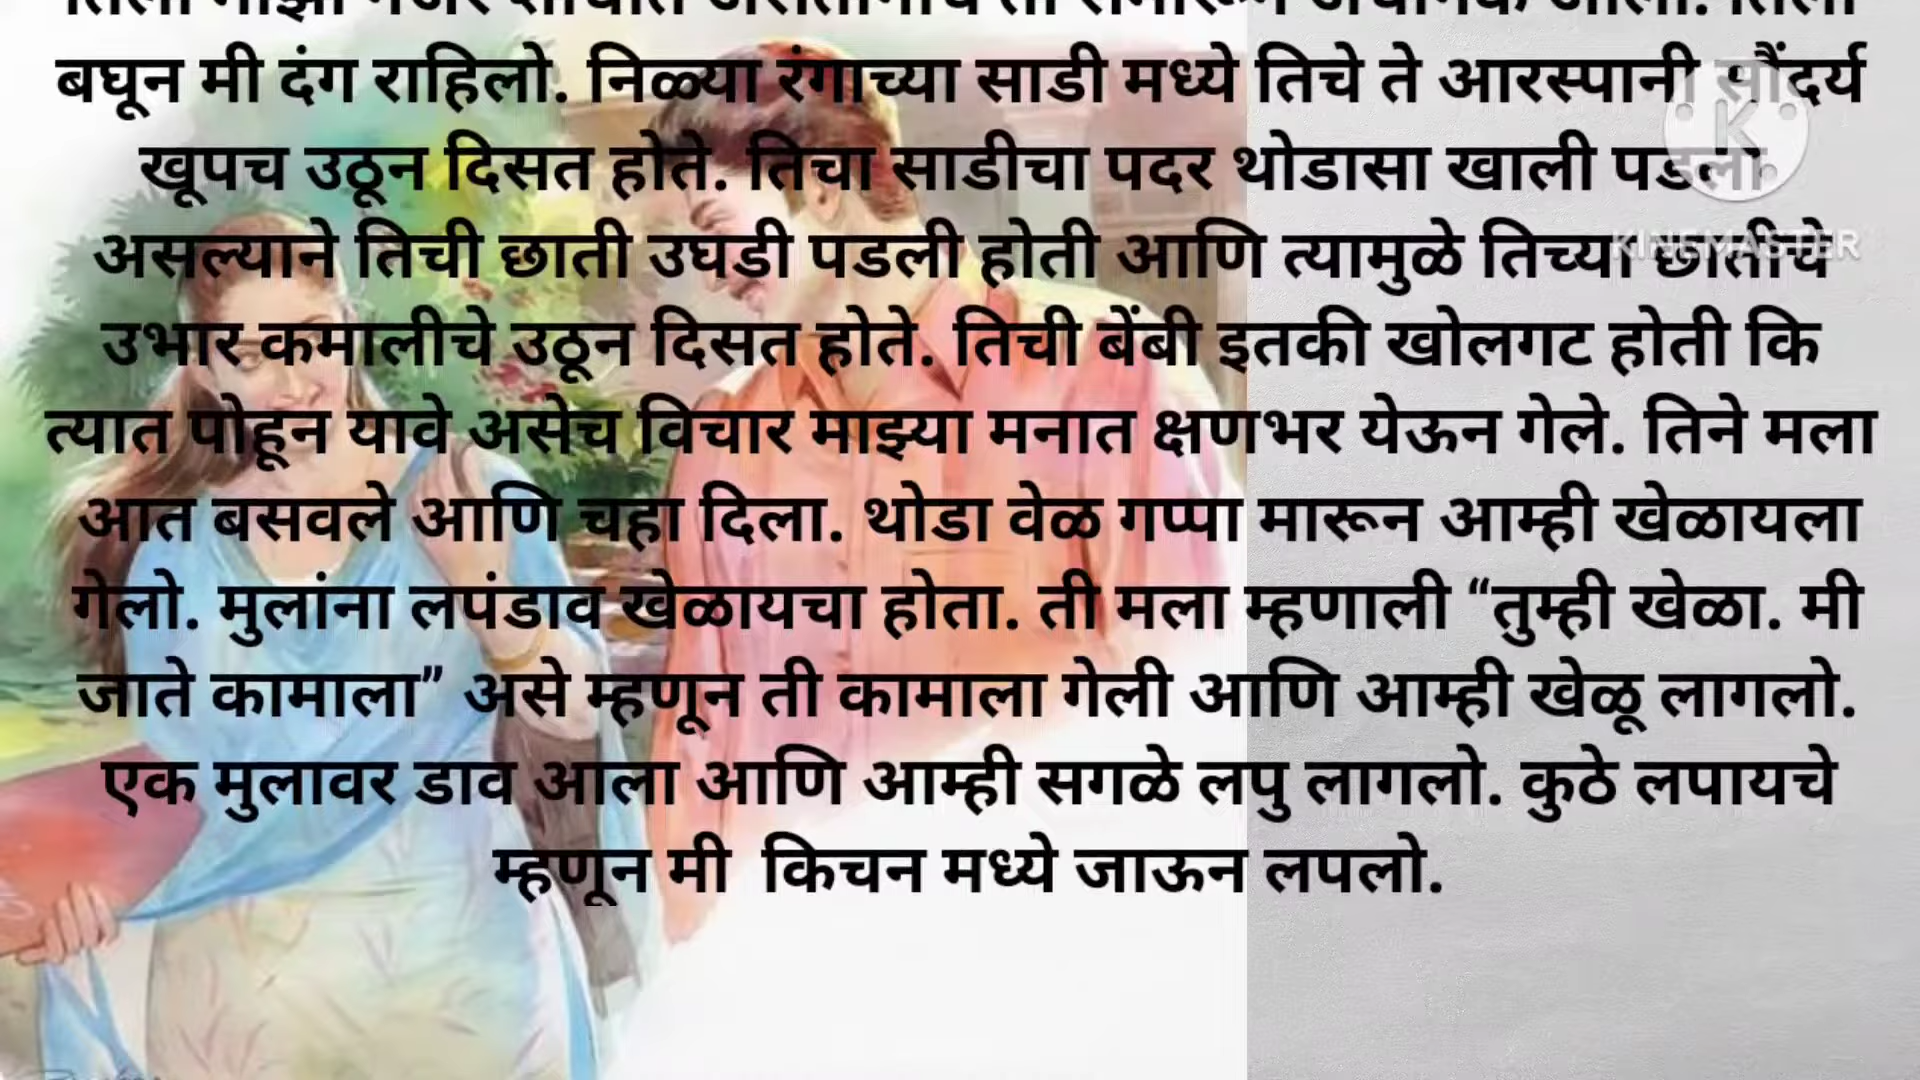 बघून मी दंग राहिलो. निळ्या रंगाच्या साडी मध्ये तिचे ते आरस्पानी सौंदर्य
खूपच उठून दिसत होते. तिचा साडीचा पदर थोडासा खाली पडला
असल्याने तिची छाती उघडी पडली होती आणि त्यामुळे तिच्या छातीचे
उभार कमालीचे उठून दिसत होते. तिची बेंबी इतकी खोलगट होती कि
त्यात पोहून यावे असेच विचार माझ्या मनात क्षणभर येऊन गेले. तिने मला
आत बसवले आणि चहा दिला. थोडा वेळ गप्पा मारून आम्ही खेळायला
गेलो. मुलांना लपंडाव खेळायचा होता. ती मला म्हणाली “तुम्ही खेळा. मी
जाते कामाला” असे म्हणून ती कामाला गेली आणि आम्ही खेळू लागलो.
एक मुलावर डाव आला आणि आम्ही सगळे लपु लागलो. कुठे लपायचे
म्हणून मी किचन मध्ये जाऊन लपलो.
K
KINEMASTER